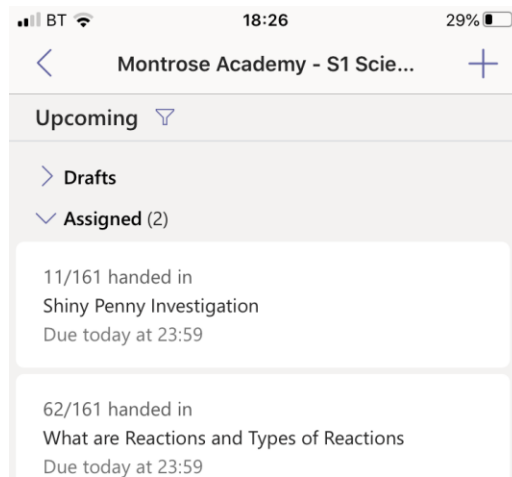 BT 18:26 29%
Montrose Academy - S1 Scie...
Upcoming
Drafts
Assigned (2)
11/161 handed in
Shiny Penny Investigation
Due today at 23:59
62/161 handed in
What are Reactions and Types of Reactions
Due today at 23:59